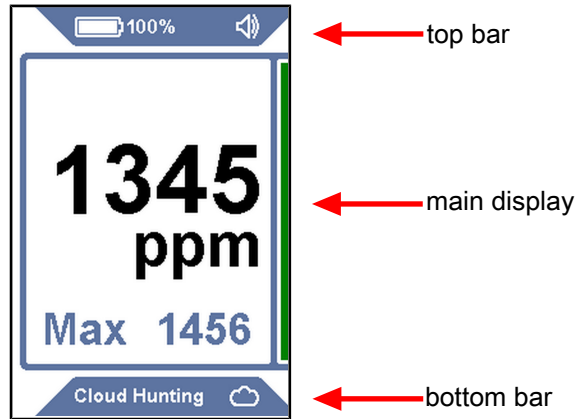 100%
top bar
1345
ppm
main display
Max 1456
Cloud Hunting
bottom bar